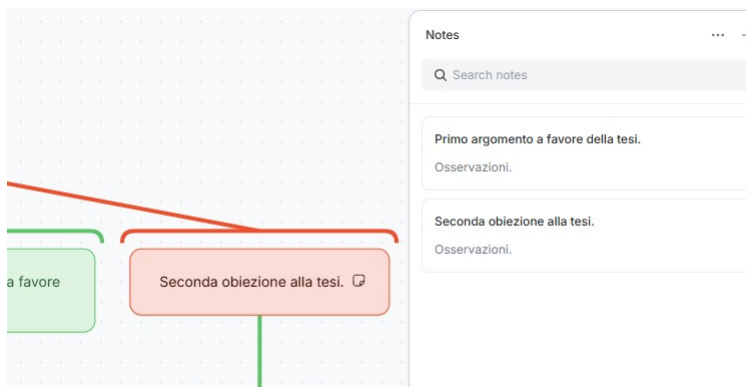 Notes
Search notes
Primo argomento a favore della tesi.
Osservazioni.
Seconda obiezione alla tesi.
Osservazioni.
a favore
Seconda obiezione alla tesi.